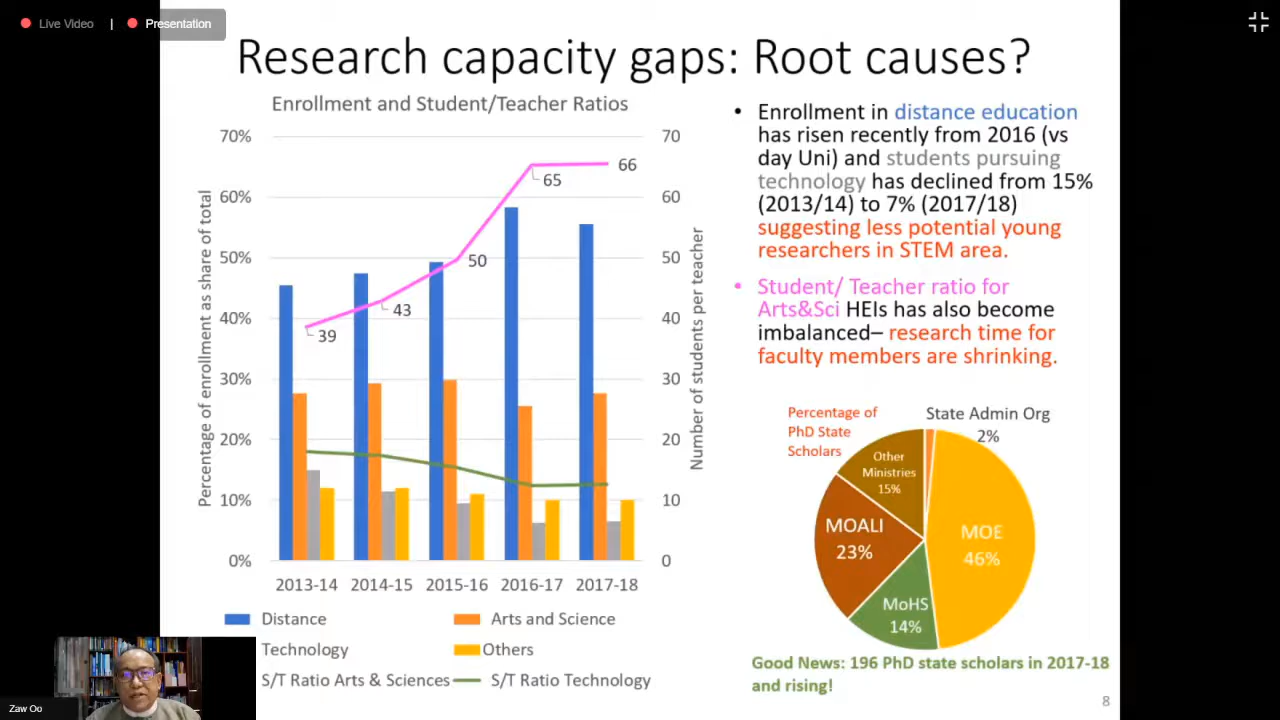 Live Video | Presentation
Research capacity gaps: Root causes?
Enrollment and Student/Teacher Ratios
70%
60%
50%
40%
30%
20%
10%
0%
Percentage of enrollment as share of total
70
60
50
40
30
20
10
0
Number of students per teacher
39
43
50
65
66
2013-14 2014-15 2015-16 2016-17 2017-18
Distance Arts and Science
Technology Others
S/T Ratio Arts & Sciences S/T Ratio Technology
• Enrollment in distance education
has risen recently from 2016 (vs
day Uni) and students pursuing
technology has declined from 15%
(2013/14) to 7% (2017/18)
suggesting less potential young
researchers in STEM area.
• Student/ Teacher ratio for
Arts&Sci HEIs has also become
imbalanced– research time for
faculty members are shrinking.
Percentage of
PhD State
Scholars
State Admin Org
2%
Other
Ministries
15%
MOALI
23%
MOE
46%
MoHS
14%
Good News: 196 PhD state scholars in 2017-18
and rising!
8
Zaw Oo